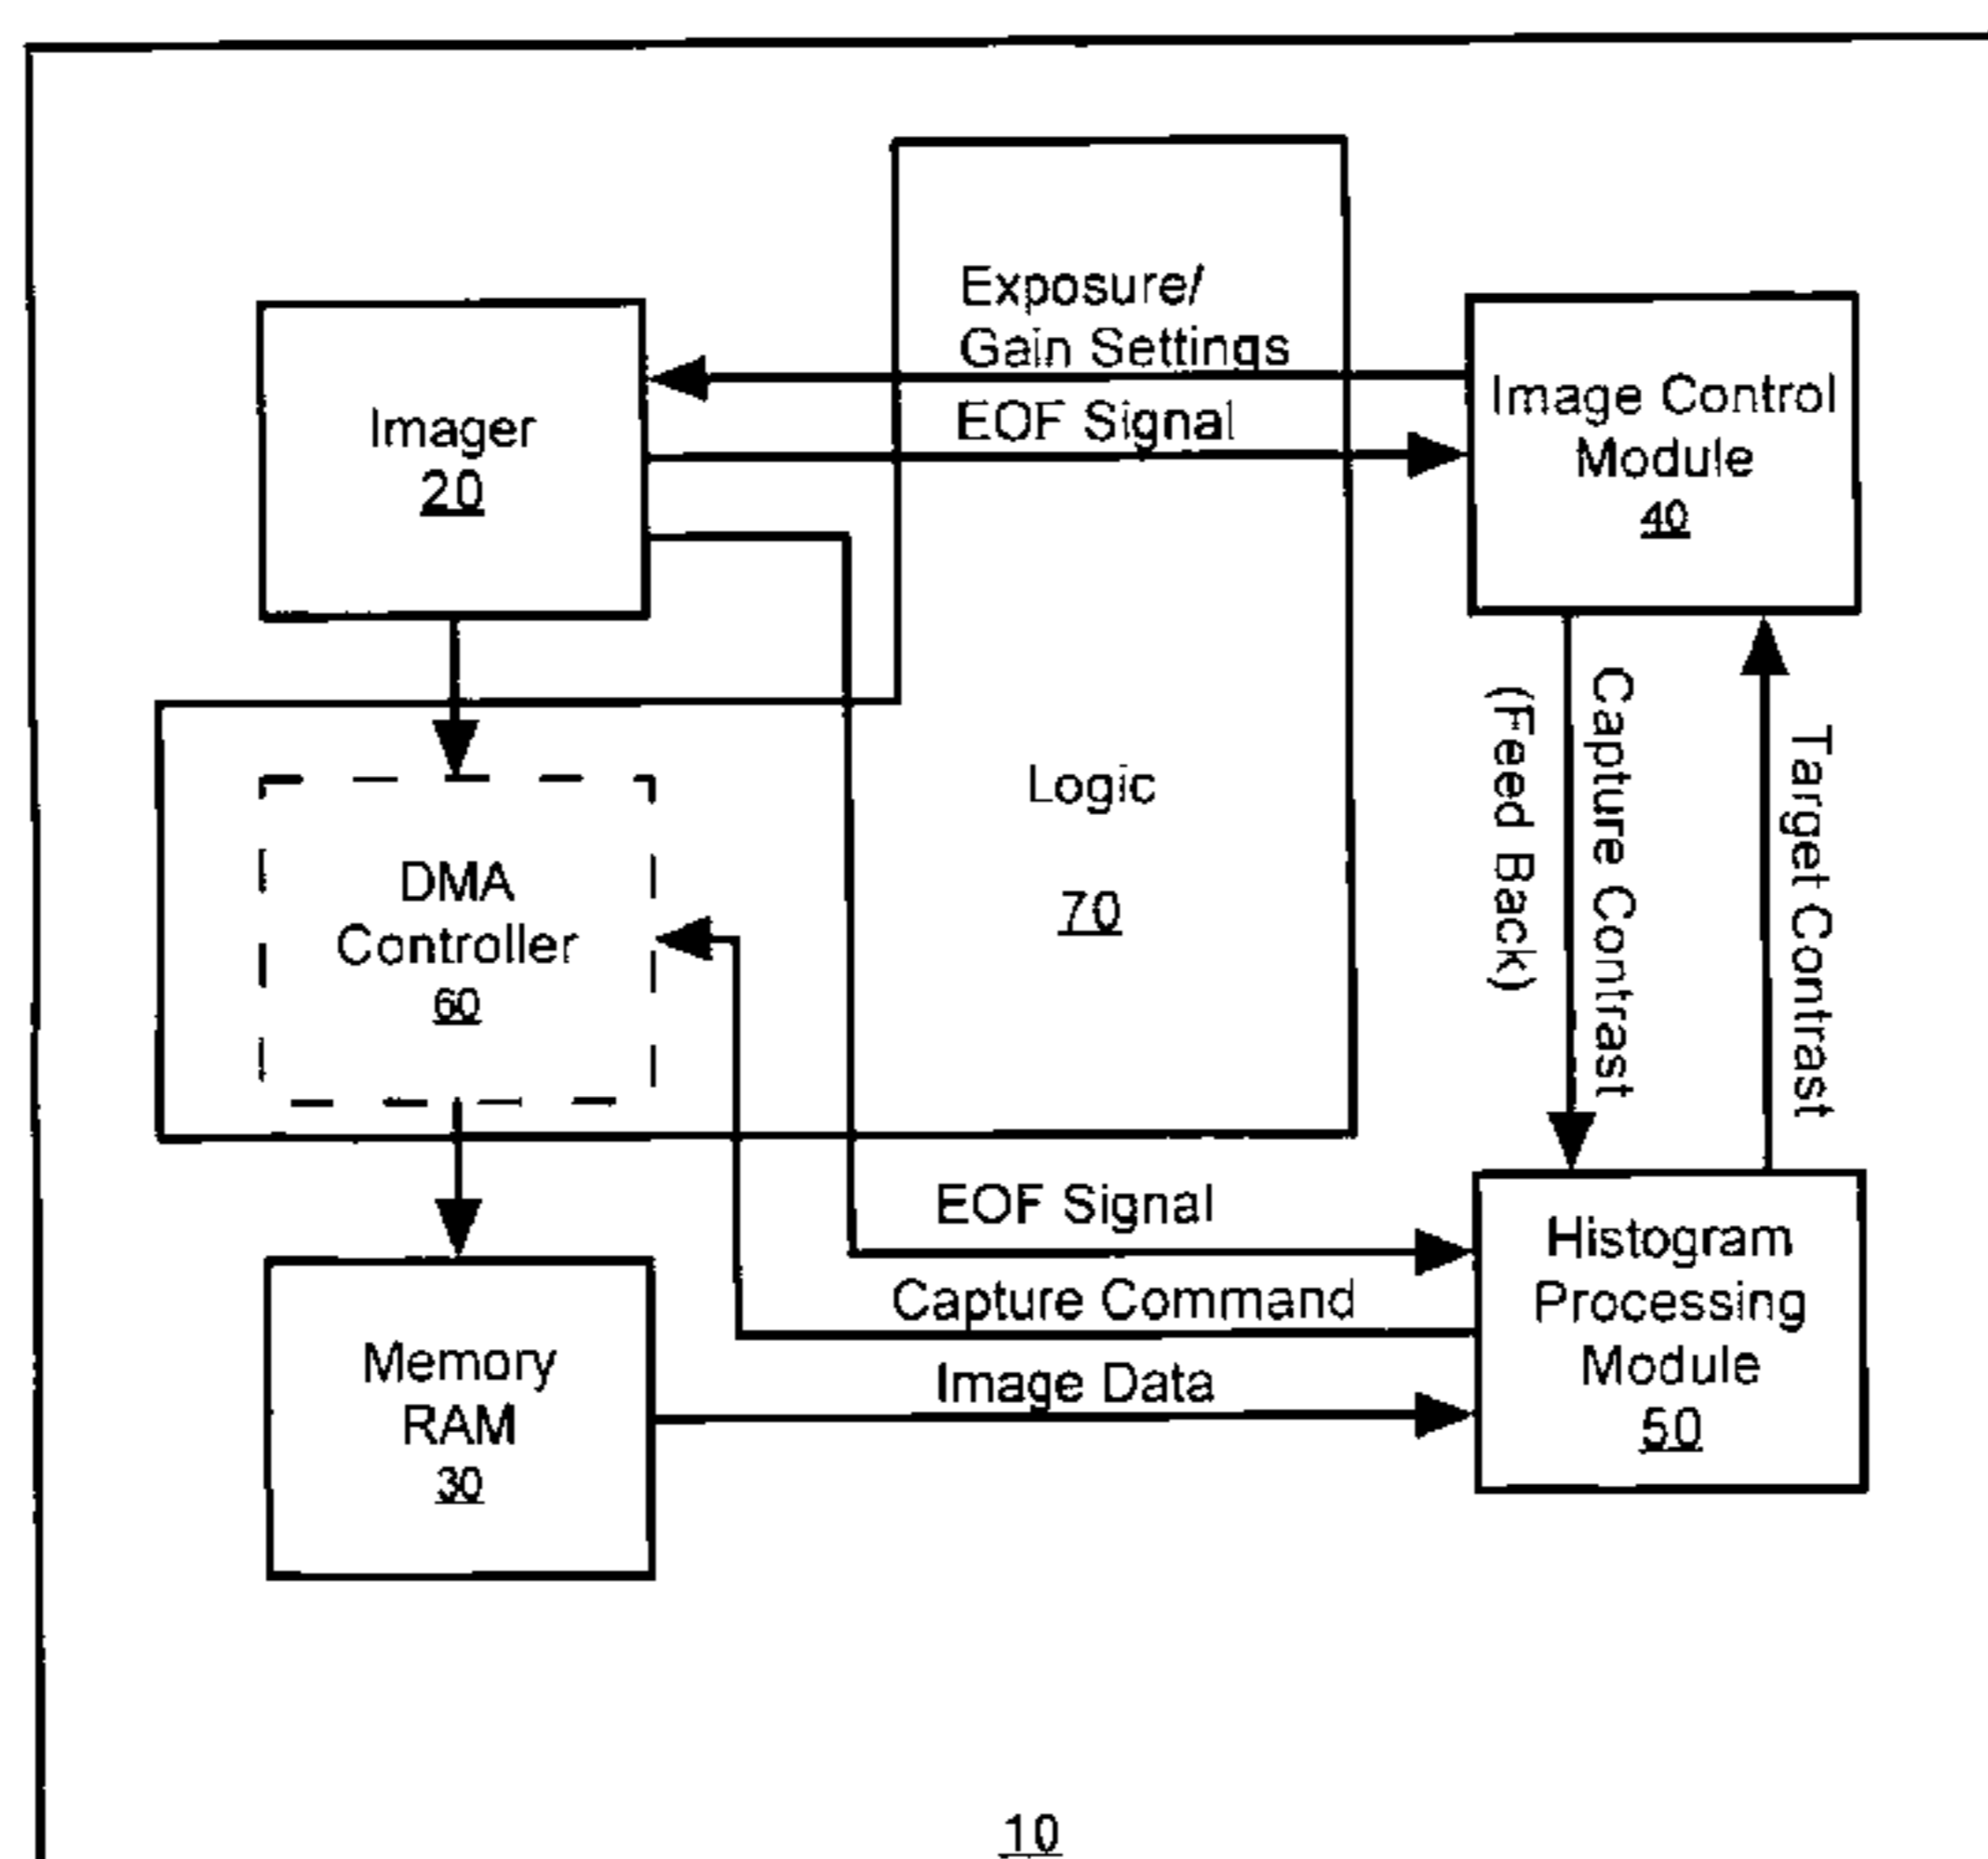 Exposure/
Gain Settings
EOF Signal
Imager
20
Image Control
Module
40
Capture Contrast
(Feed Back)
Target Contrast
Logic
70
DMA
Controller
60
EOF Signal
Capture Command
Image Data
Histogram
Processing
Module
50
Memory
RAM
30
10